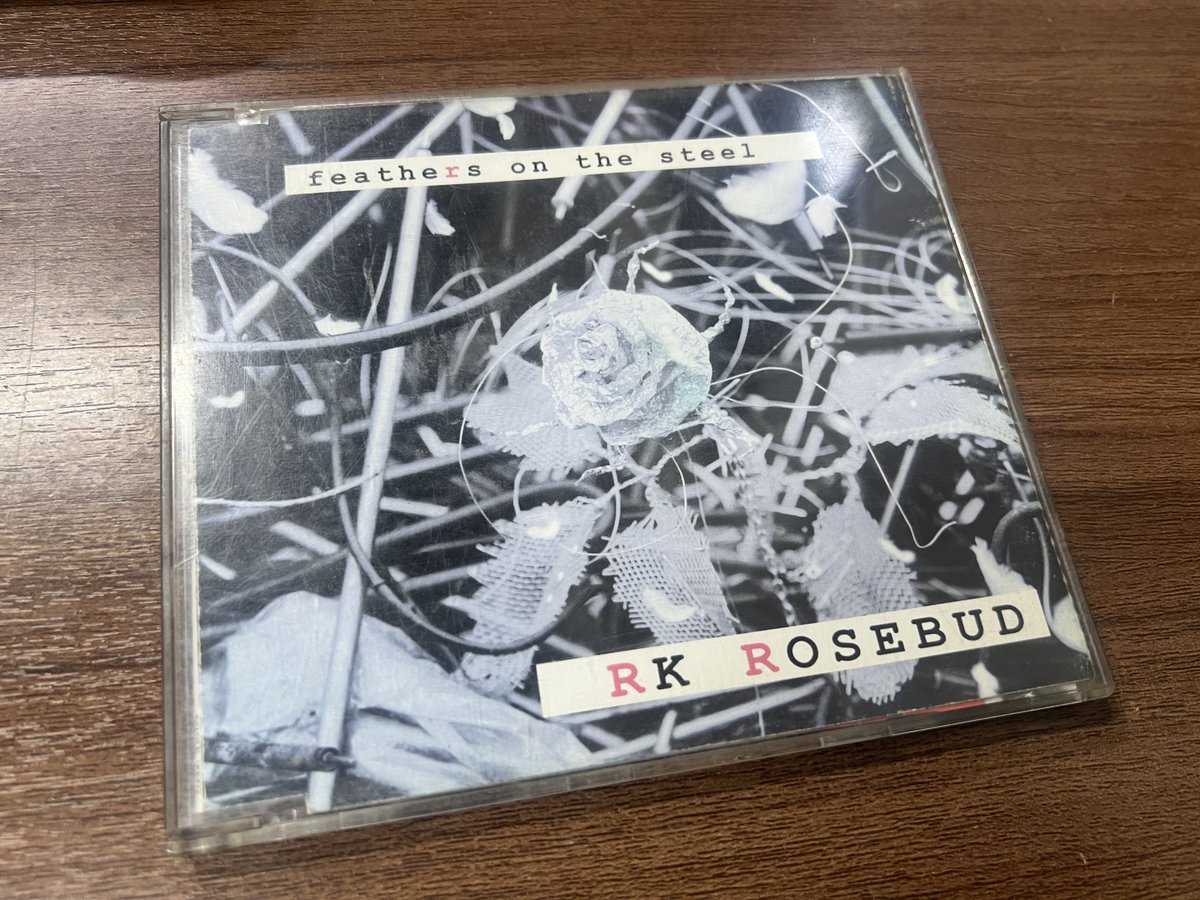 feathers on the steel
RK ROSEBUD